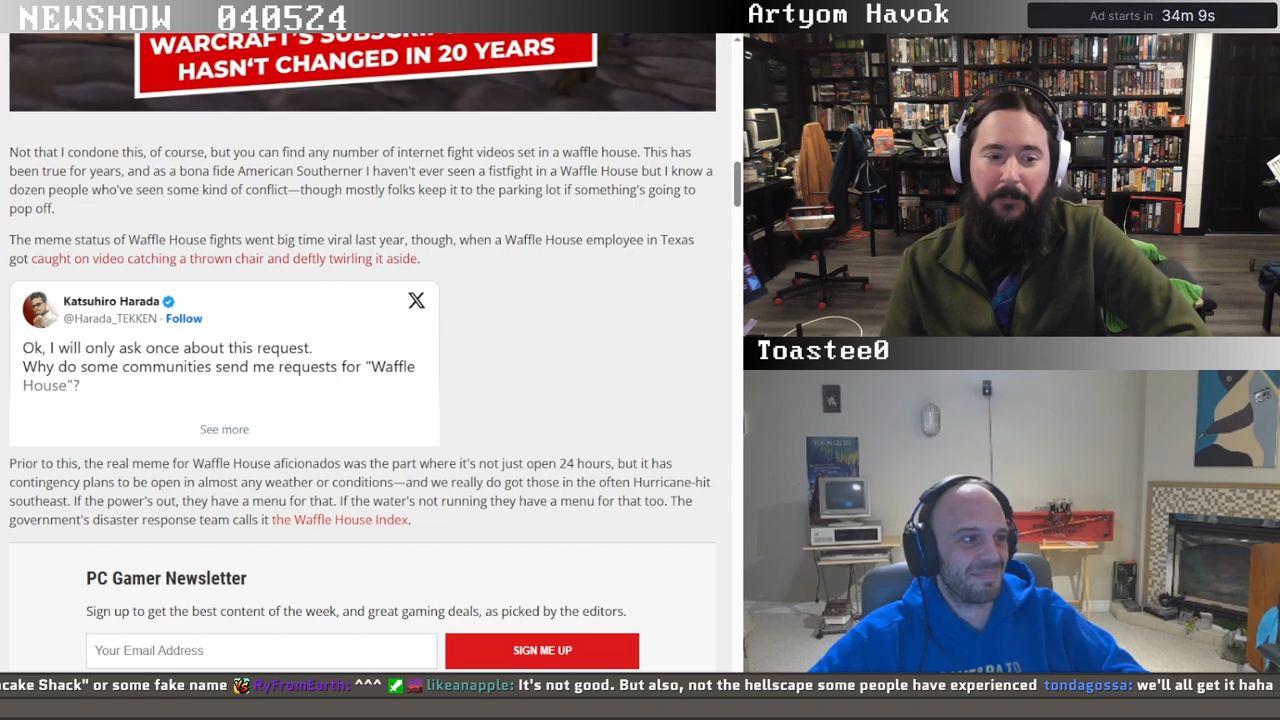 NEWSHOW 040524
Artyom Havok
Ad starts in 34m 9s
HASN'T CHANGED IN 20 YEARS
Not that I condone this, of course, but you can find any number of internet fight videos set in a waffle house. This has
been true for years, and as a bona fide American Southerner I haven't ever seen a fistfight in a Waffle House but I know a
dozen people who've seen some kind of conflict—though mostly folks keep it to the parking lot if something's going to
pop off.
The meme status of Waffle House fights went big time viral last year, though, when a Waffle House employee in Texas
got caught on video catching a thrown chair and deftly twirling it aside.
Katsuhiro Harada
@Harada_TEKKEN · Follow
Ok, I will only ask once about this request.
Why do some communities send me requests for "Waffle
House"?
See more
Prior to this, the real meme for Waffle House aficionados was the part where it's not just open 24 hours, but it has
contingency plans to be open in almost any weather or conditions—and we really do got those in the often Hurricane-hit
southeast. If the power's out, they have a menu for that. If the water's not running they have a menu for that too. The
government's disaster response team calls it the Waffle House Index.
PC Gamer Newsletter
Sign up to get the best content of the week, and great gaming deals, as picked by the editors.
Your Email Address
SIGN ME UP
Toastee0
ncake Shack" or some fake name RyFromEarth: ^^^ likeanapple: It's not good. But also, not the hellscape some people have experienced tondagossa: we'll all get it haha